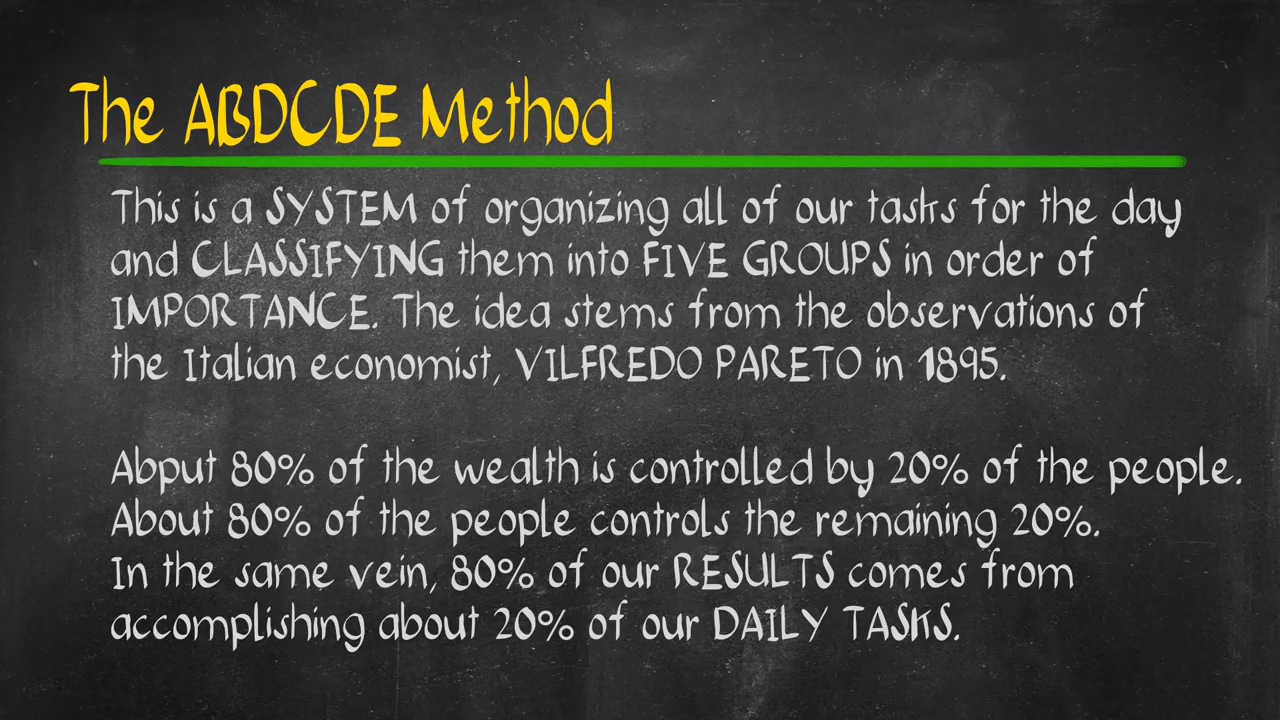 The ABDCDE Method
This is a SYSTEM of organizing all of our tasks for the day
and CLASSIFYING them into FIVE GROUPS in order of
IMPORTANCE. The idea stems from the observations of
the Italian economist, VILFREDO PARETO in 1895.
Abput 80% of the wealth is controlled by 20% of the people.
About 80% of the people controls the remaining 20%.
In the same vein, 80% of our RESULTS comes from
accomplishing about 20% of our DAILY TASKS.